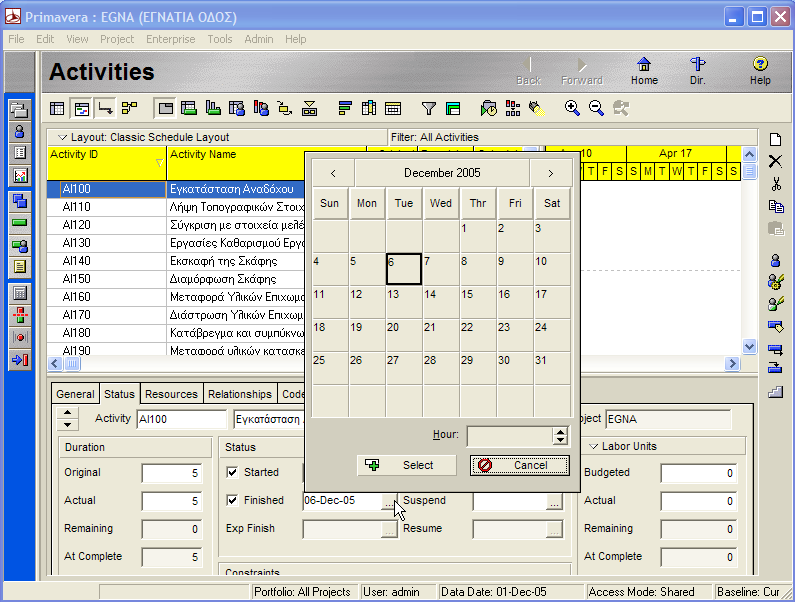 Primavera : EGNA (ΕΓΝΑΤΙΑ ΟΔΟΣ)
File Edit View Project Enterprise Tools Admin Help
Activities
Back Forward Home Dir. Help
Layout: Classic Schedule Layout Filter: All Activities
Activity ID Activity Name
10 Apr 17
T F S S M T W T F S S
AI100 Εγκατάσταση Αναδόχου
AI110 Λήψη Τοπογραφικών Στοιχ
AI120 Σύγκριση με στοιχεία μελέ
AI130 Εργασίες Καθαρισμού Εργο
AI140 Εκσκαφή της Σκάφης
AI150 Διαμόρφωση Σκάφης
AI160 Μεταφορά Υλικών Επιχωμα
AI170 Διάστρωση Υλικών Επιχωμ
AI180 Κατάβρεγμα και συμπύκνω
AI190 Μεταφορά υλικών κατασκε
< December 2005 >
Sun Mon Tue Wed Thr Fri Sat
1 2 3
4 5 6 7 8 9 10
11 12 13 14 15 16 17
18 19 20 21 22 23 24
25 26 27 28 29 30 31
Hour:
Select Cancel
General Status Resources Relationships Code
Activity AI100 Εγκατάσταση ject EGNA
Duration Status Labor Units
Original 5 Started Budgeted 0
Actual 5 Finished 06-Dec-05 ... Suspend ... Actual 0
Remaining 0 Exp Finish ... Resume ... Remaining 0
At Complete 5 At Complete 0
Constraints
Portfolio: All Projects User: admin Data Date: 01-Dec-05 Access Mode: Shared Baseline: Cur